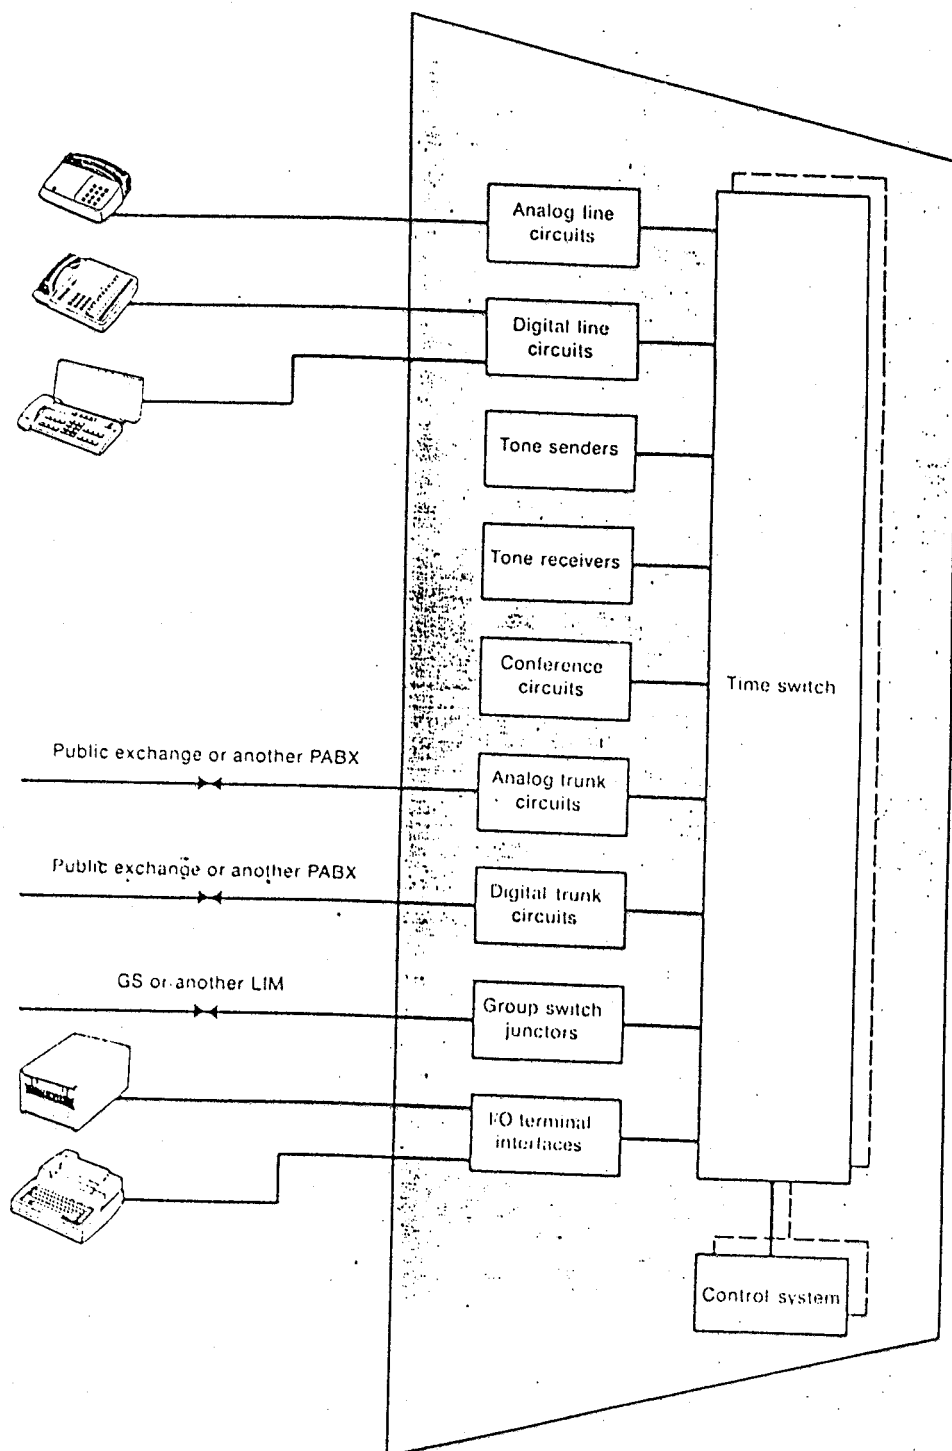 Analog line
circuits
Digital line
circuits
Tone senders
Tone receivers
Conference
circuits
Time switch
Public exchange or another PABX
Analog trunk
circuits
Public exchange or another PABX
Digital trunk
circuits
GS or another LIM
Group switch
junctors
I/O terminal
interfaces
Control system